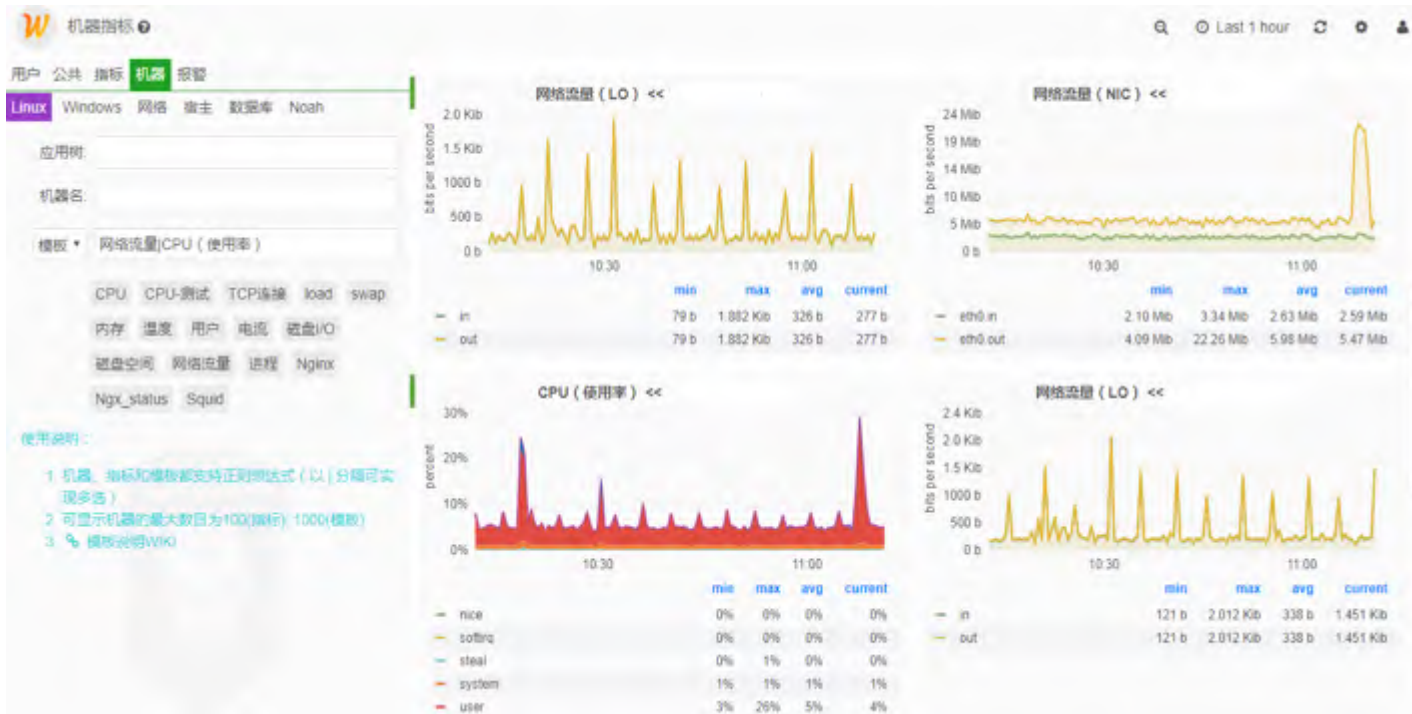 W 机器指标
Last 1 hour
用户 公共 指标 机器 报警
Linux Windows 网络 宿主 数据库 Noah
应用树:
机器名:
模板 网络流量|CPU（使用率）
CPU CPU-测试 TCP连接 load swap
内存 温度 用户 电流 磁盘I/O
磁盘空间 网络流量 进程 Nginx
Ngx_status Squid
使用说明：
1 机器、指标和模板都支持正则表达式（以 | 分隔可实
现多选）
2 可显示机器的最大数目为100(指标), 1000(模板)
3 模板说明WIKI
网络流量（LO）<<
bits per second
2.0 Kib
1.5 Kib
1000 b
500 b
0 b
10:30 11:00
min max avg current
in 79 b 1.882 Kib 326 b 277 b
out 79 b 1.882 Kib 326 b 277 b
网络流量（NIC）<<
bits per second
24 Mib
19 Mib
14 Mib
10 Mib
5 Mib
0 b
10:30 11:00
min max avg current
eth0.in 2.10 Mib 3.34 Mib 2.63 Mib 2.59 Mib
eth0.out 4.09 Mib 22.26 Mib 5.98 Mib 5.47 Mib
CPU（使用率）<<
percent
30%
20%
10%
0%
10:30 11:00
min max avg current
nice 0% 0% 0% 0%
softirq 0% 0% 0% 0%
steal 0% 1% 0% 0%
system 1% 1% 1% 1%
user 3% 26% 5% 4%
网络流量（LO）<<
bits per second
2.4 Kib
2.0 Kib
1.5 Kib
1000 b
500 b
0 b
10:30 11:00
min max avg current
in 121 b 2.012 Kib 338 b 1.451 Kib
out 121 b 2.012 Kib 338 b 1.451 Kib